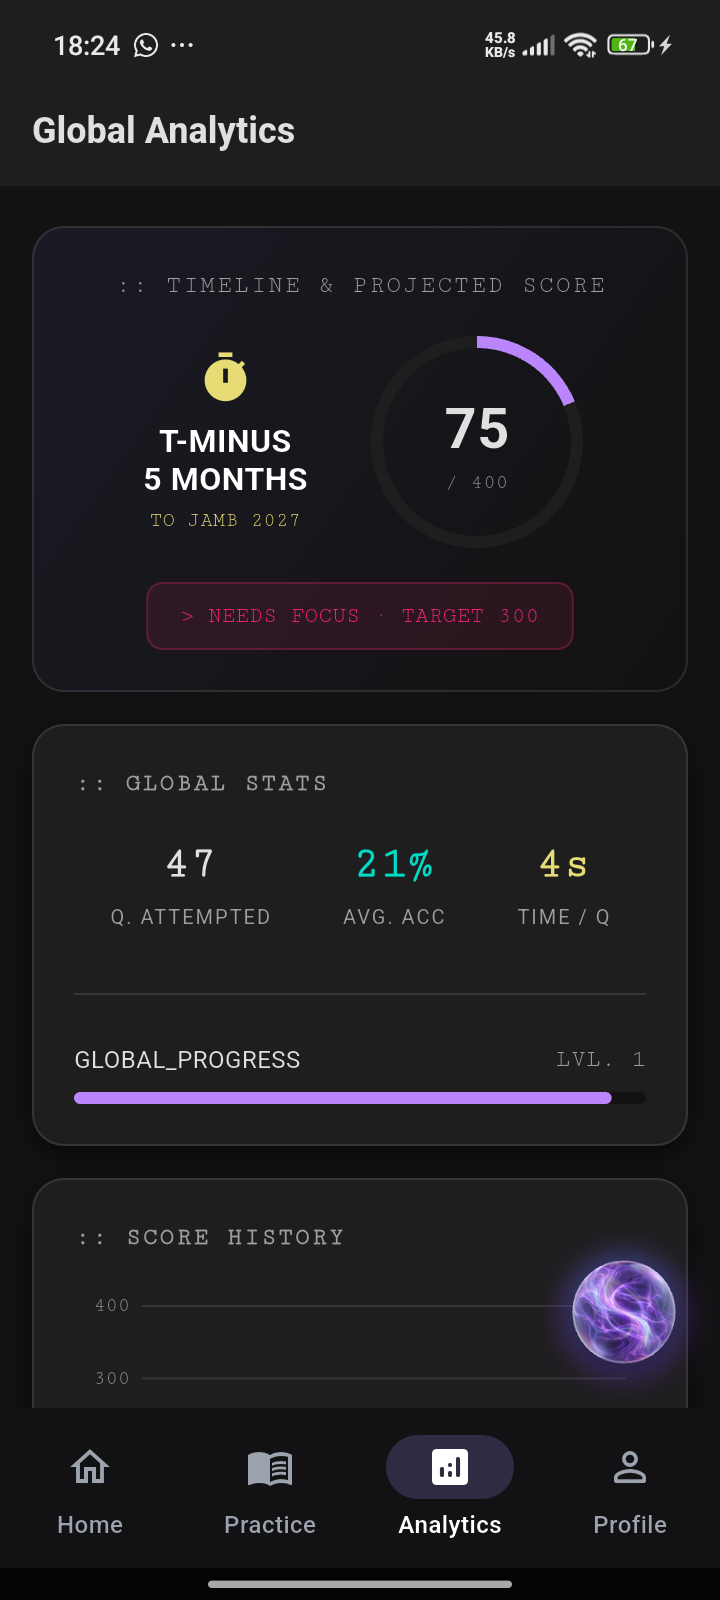 18:24
45.8
KB/s
67
Global Analytics
:: TIMELINE & PROJECTED SCORE
T-MINUS
5 MONTHS
TO JAMB 2027
75
/ 400
> NEEDS FOCUS · TARGET 300
:: GLOBAL STATS
47 21% 4s
Q. ATTEMPTED AVG. ACC TIME / Q
GLOBAL_PROGRESS LVL. 1
:: SCORE HISTORY
400
300
Home Practice Analytics Profile